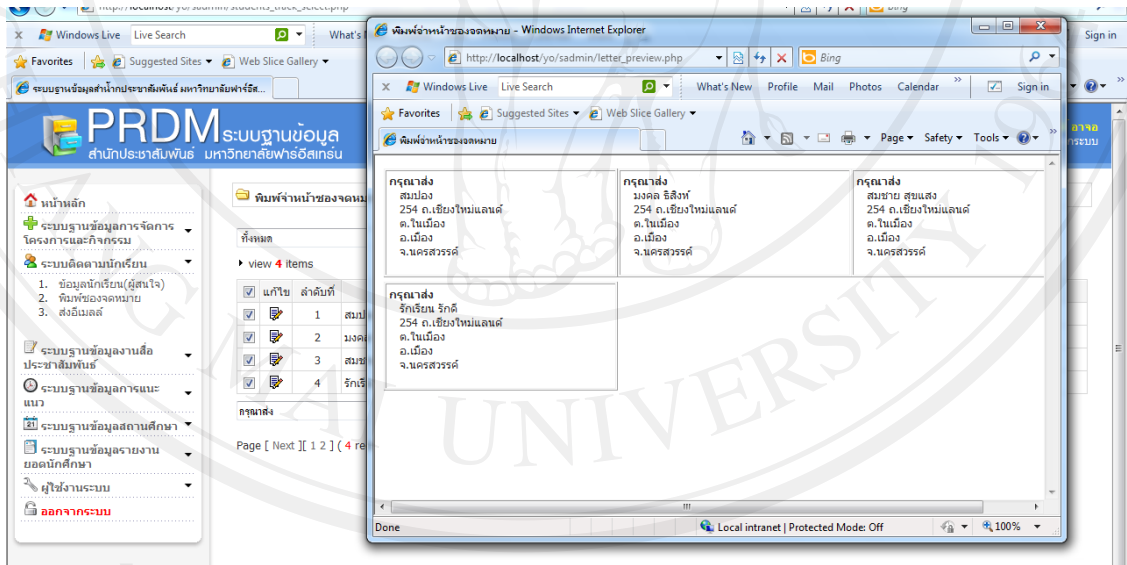 http://localhost/yo/sadmin/students_track_select.php
Bing
Windows Live
Live Search
What's
Sign in
Favorites
Suggested Sites
Web Slice Gallery
ระบบฐานข้อมูลสำนักประชาสัมพันธ์ มหาวิทยาลัยฟาร์อีส...
PRDM ระบบฐานข้อมูล
สำนักประชาสัมพันธ์ มหาวิทยาลัยฟาร์อีสเทิร์น
หน้าหลัก
ระบบฐานข้อมูลการจัดการ
โครงการและกิจกรรม
ระบบติดตามนักเรียน
1. ข้อมูลนักเรียน(ผู้สนใจ)
2. พิมพ์ซองจดหมาย
3. ส่งอีเมลล์
ระบบฐานข้อมูลงานสื่อ
ประชาสัมพันธ์
ระบบฐานข้อมูลการแนะ
แนว
ระบบฐานข้อมูลสถานศึกษา
ระบบฐานข้อมูลรายงาน
ยอดนักศึกษา
ผู้ใช้งานระบบ
ออกจากระบบ
พิมพ์จ่าหน้าซองจดหม
ทั้งหมด
view 4 items
แก้ไข ลำดับที่
1 สมป
2 มงค
3 สมช
4 รักเรี
กรุณาส่ง
Page [ Next ][ 1 2 ] ( 4 re
พิมพ์จ่าหน้าซองจดหมาย - Windows Internet Explorer
http://localhost/yo/sadmin/letter_preview.php
Bing
Windows Live
Live Search
What's New Profile Mail Photos Calendar
Sign in
Favorites
Suggested Sites
Web Slice Gallery
พิมพ์จ่าหน้าซองจดหมาย
Page Safety Tools
กรุณาส่ง
สมปอง
254 ถ.เชียงใหม่แลนด์
ต.ในเมือง
อ.เมือง
จ.นครสวรรค์
กรุณาส่ง
มงคล ธิสิงห์
254 ถ.เชียงใหม่แลนด์
ต.ในเมือง
อ.เมือง
จ.นครสวรรค์
กรุณาส่ง
สมชาย สุขแสง
254 ถ.เชียงใหม่แลนด์
ต.ในเมือง
อ.เมือง
จ.นครสวรรค์
กรุณาส่ง
รักเรียน รักดี
254 ถ.เชียงใหม่แลนด์
ต.ในเมือง
อ.เมือง
จ.นครสวรรค์
Done
Local intranet | Protected Mode: Off
100%
MAI UNIVERSI